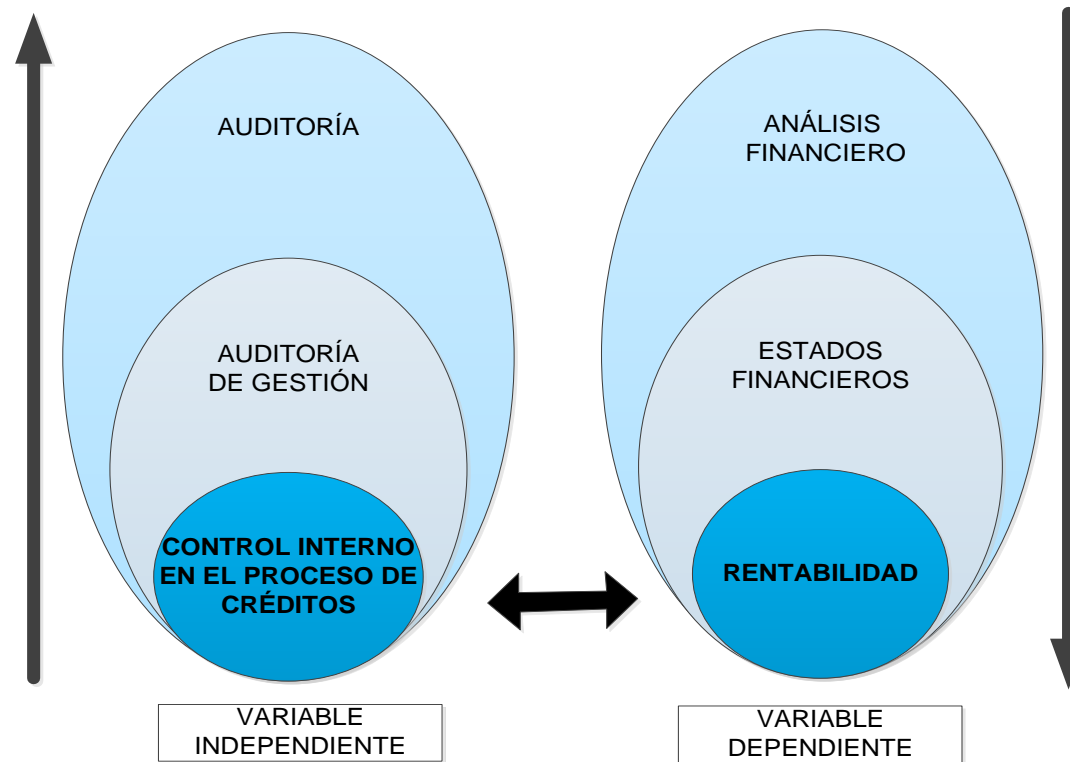 AUDITORÍA
AUDITORÍA
DE GESTIÓN
CONTROL INTERNO
EN EL PROCESO DE
CRÉDITOS
VARIABLE
INDEPENDIENTE
ANÁLISIS
FINANCIERO
ESTADOS
FINANCIEROS
RENTABILIDAD
VARIABLE
DEPENDIENTE